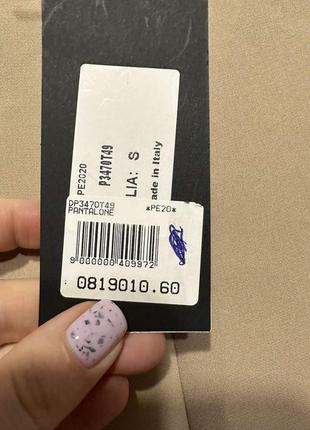 PE2020
P3470T49
LIA: S
ade in Italy
DP3470T49 *PE20*
PANTALONE
9 000000 409972
0819010.60